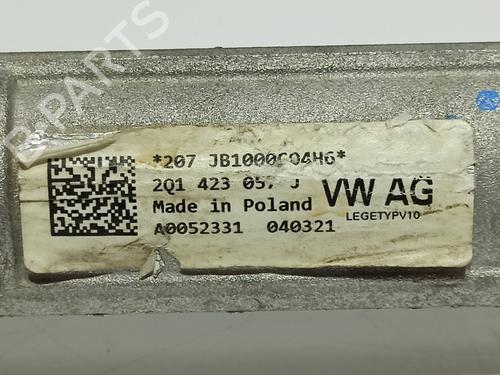 B-PARTS
*207 JB1000C04H6*
2Q1 423 057 J
VW AG
Made in Poland
LEGETYPV10
A0052331 040321